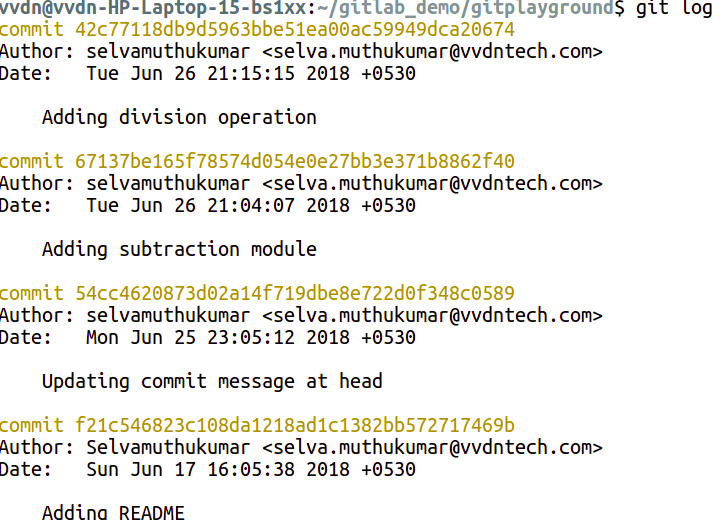 vvdn@vvdn-HP-Laptop-15-bs1xx:~/gitlab_demo/gitplayground$ git log
commit 42c77118db9d5963bbe51ea00ac59949dca20674
Author: selvamuthukumar <selva.muthukumar@vvdntech.com>
Date:   Tue Jun 26 21:15:15 2018 +0530
    Adding division operation
commit 67137be165f78574d054e0e27bb3e371b8862f40
Author: selvamuthukumar <selva.muthukumar@vvdntech.com>
Date:   Tue Jun 26 21:04:07 2018 +0530
    Adding subtraction module
commit 54cc4620873d02a14f719dbe8e722d0f348c0589
Author: selvamuthukumar <selva.muthukumar@vvdntech.com>
Date:   Mon Jun 25 23:05:12 2018 +0530
    Updating commit message at head
commit f21c546823c108da1218ad1c1382bb572717469b
Author: Selvamuthukumar <selva.muthukumar@vvdntech.com>
Date:   Sun Jun 17 16:05:38 2018 +0530
    Adding README